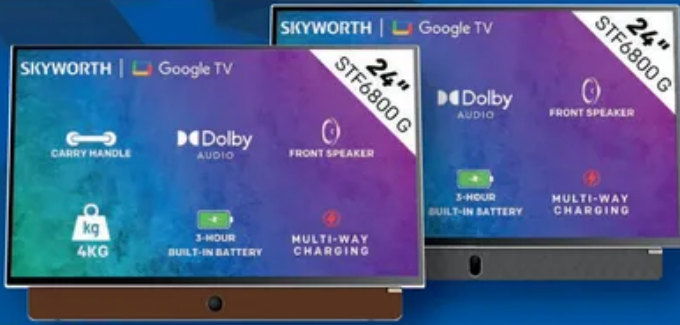 SKYWORTH | Google TV
24"
STF6800 G
CARRY HANDLE
Dolby
AUDIO
FRONT SPEAKER
kg
4KG
3-HOUR
BUILT-IN BATTERY
MULTI-WAY
CHARGING
SKYWORTH | Google TV
24"
STF6800 G
Dolby
AUDIO
FRONT SPEAKER
3-HOUR
BUILT-IN BATTERY
MULTI-WAY
CHARGING